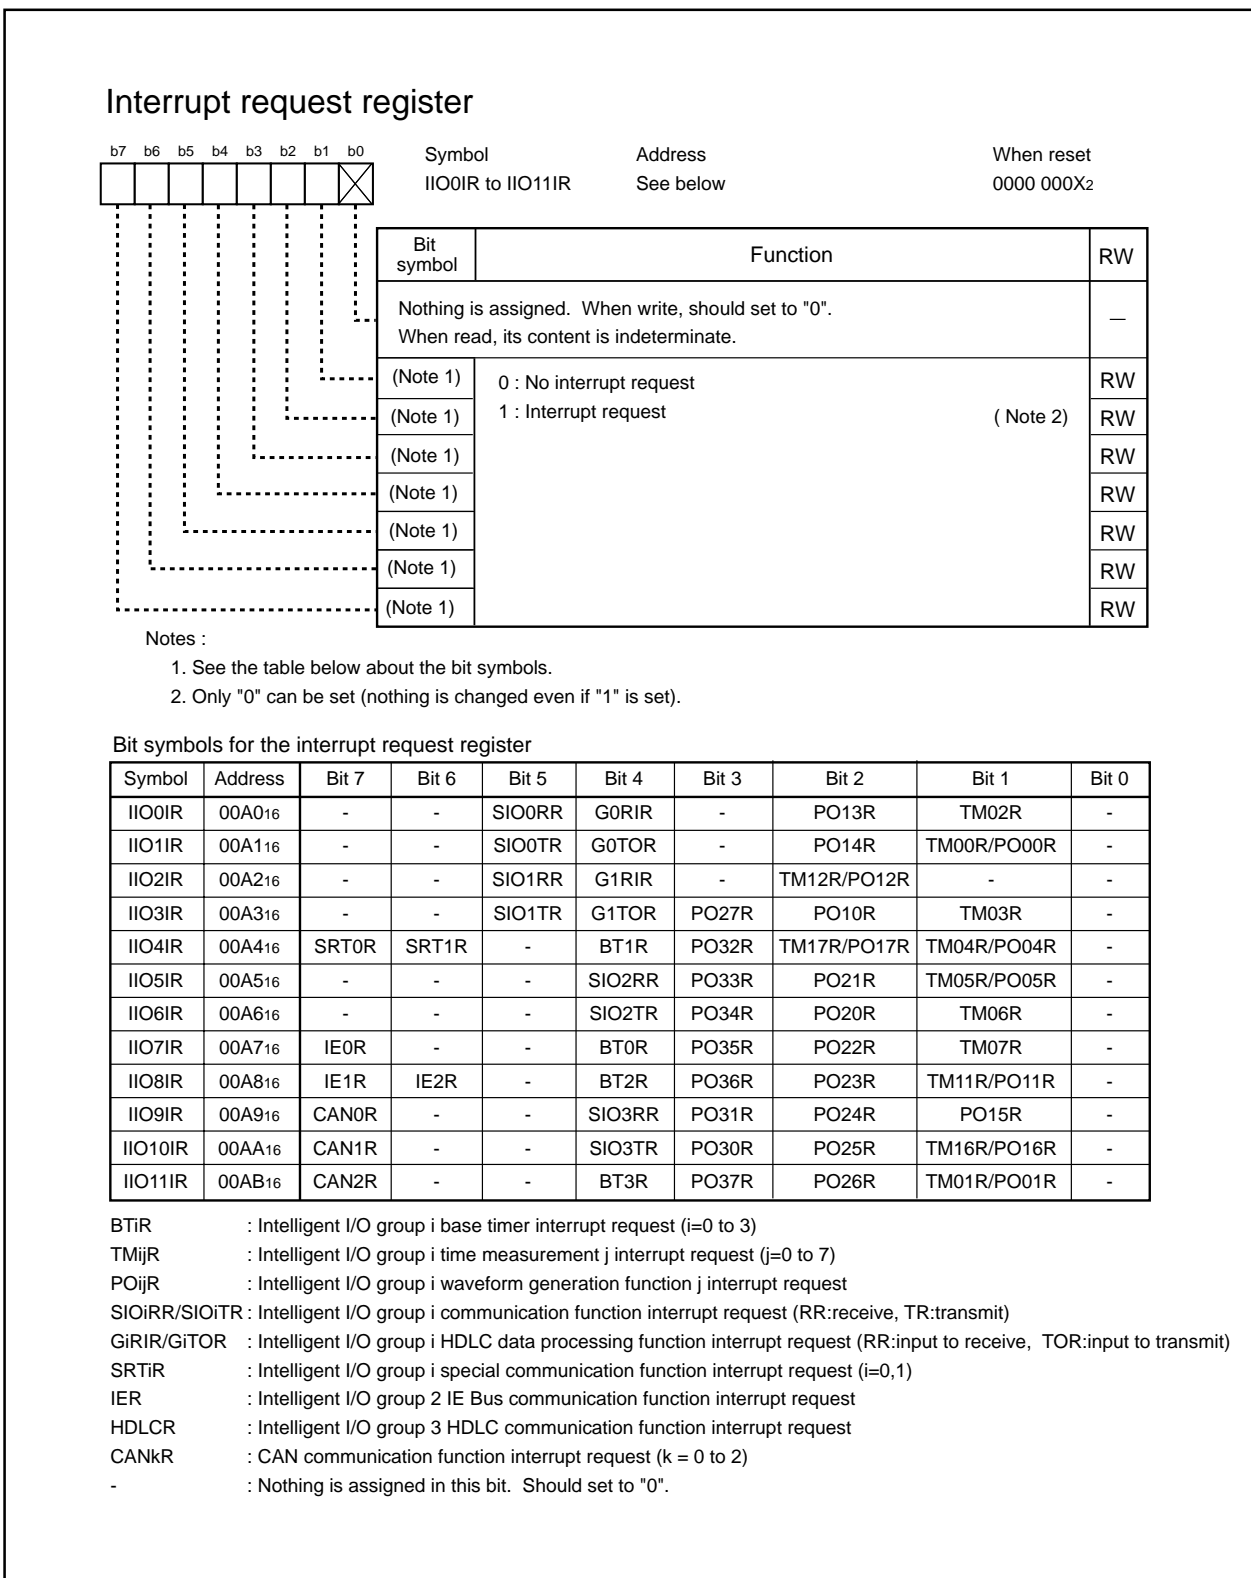 Interrupt request register
b7 b6 b5 b4 b3 b2 b1 b0
Symbol Address When reset
IIO0IR to IIO11IR See below 0000 000X2
Bit symbol Function RW
Nothing is assigned. When write, should set to "0".
When read, its content is indeterminate. —
(Note 1) 0 : No interrupt request RW
(Note 1) 1 : Interrupt request ( Note 2) RW
(Note 1) RW
(Note 1) RW
(Note 1) RW
(Note 1) RW
(Note 1) RW
Notes :
1. See the table below about the bit symbols.
2. Only "0" can be set (nothing is changed even if "1" is set).
Bit symbols for the interrupt request register
Symbol Address Bit 7 Bit 6 Bit 5 Bit 4 Bit 3 Bit 2 Bit 1 Bit 0
IIO0IR 00A016 - - SIO0RR G0RIR - PO13R TM02R -
IIO1IR 00A116 - - SIO0TR G0TOR - PO14R TM00R/PO00R -
IIO2IR 00A216 - - SIO1RR G1RIR - TM12R/PO12R - -
IIO3IR 00A316 - - SIO1TR G1TOR PO27R PO10R TM03R -
IIO4IR 00A416 SRT0R SRT1R - BT1R PO32R TM17R/PO17R TM04R/PO04R -
IIO5IR 00A516 - - - SIO2RR PO33R PO21R TM05R/PO05R -
IIO6IR 00A616 - - - SIO2TR PO34R PO20R TM06R -
IIO7IR 00A716 IE0R - - BT0R PO35R PO22R TM07R -
IIO8IR 00A816 IE1R IE2R - BT2R PO36R PO23R TM11R/PO11R -
IIO9IR 00A916 CAN0R - - SIO3RR PO31R PO24R PO15R -
IIO10IR 00AA16 CAN1R - - SIO3TR PO30R PO25R TM16R/PO16R -
IIO11IR 00AB16 CAN2R - - BT3R PO37R PO26R TM01R/PO01R -
BTiR : Intelligent I/O group i base timer interrupt request (i=0 to 3)
TMijR : Intelligent I/O group i time measurement j interrupt request (j=0 to 7)
POijR : Intelligent I/O group i waveform generation function j interrupt request
SIOiRR/SIOiTR : Intelligent I/O group i communication function interrupt request (RR:receive, TR:transmit)
GiRIR/GiTOR : Intelligent I/O group i HDLC data processing function interrupt request (RR:input to receive, TOR:input to transmit)
SRTiR : Intelligent I/O group i special communication function interrupt request (i=0,1)
IER : Intelligent I/O group 2 IE Bus communication function interrupt request
HDLCR : Intelligent I/O group 3 HDLC communication function interrupt request
CANkR : CAN communication function interrupt request (k = 0 to 2)
- : Nothing is assigned in this bit. Should set to "0".